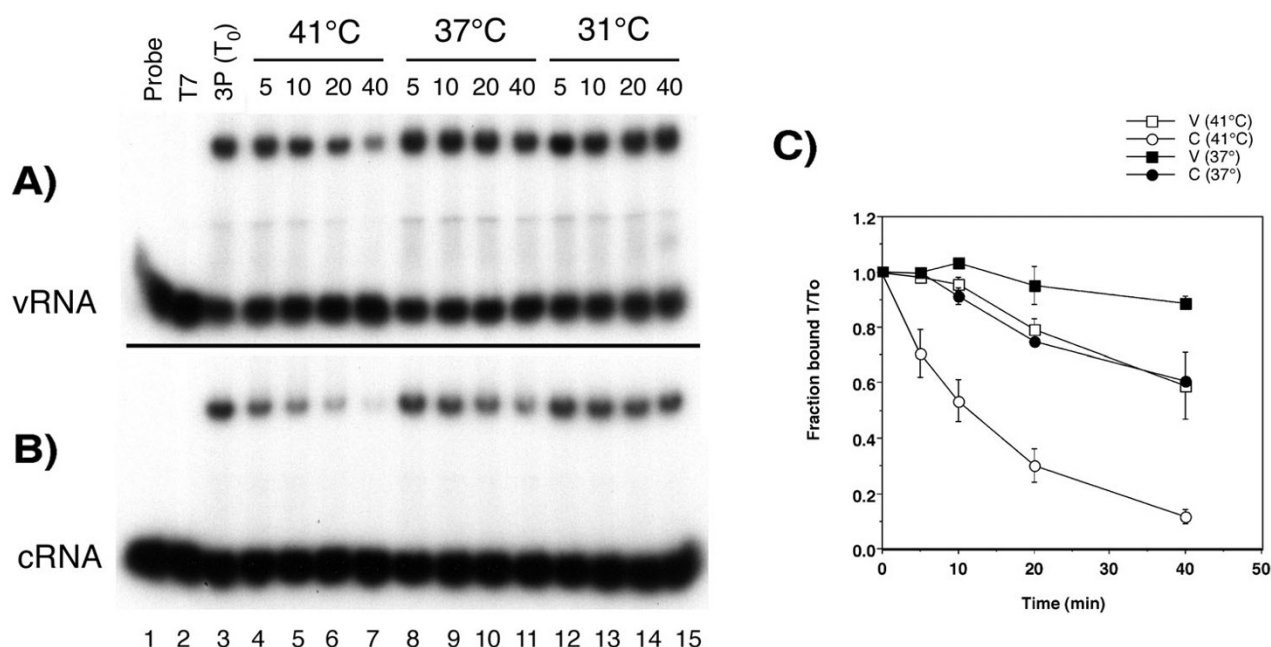 41°C 37°C 31°C
Probe
T7
3P (T₀)
5 10 20 40 5 10 20 40 5 10 20 40
A)
vRNA
B)
cRNA
1 2 3 4 5 6 7 8 9 10 11 12 13 14 15
C)
V (41°C)
C (41°C)
V (37°)
C (37°)
Fraction bound T/To
1.2
1.0
0.8
0.6
0.4
0.2
0.0
0 10 20 30 40 50
Time (min)